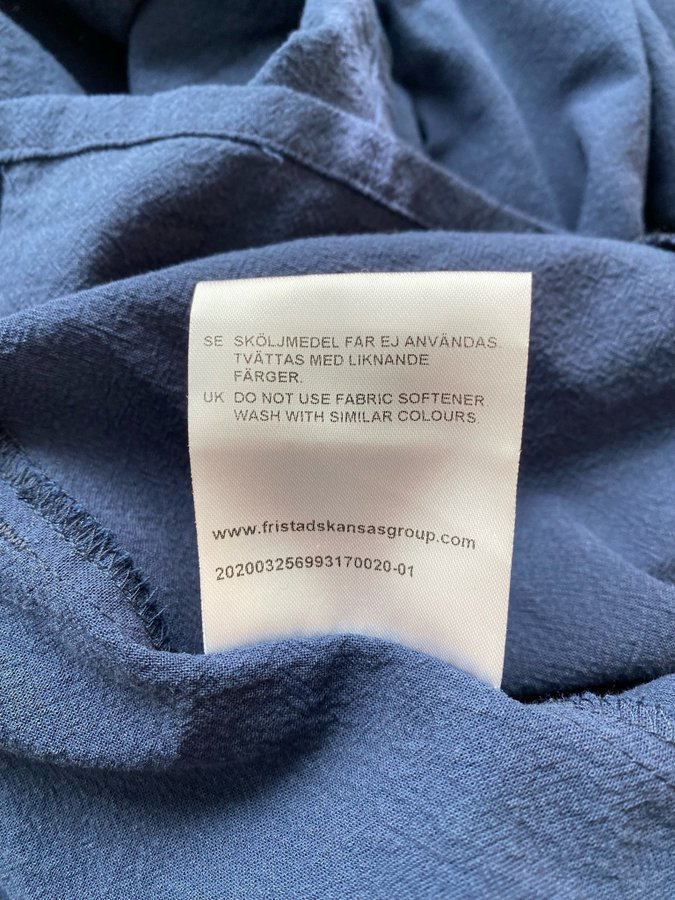 SE SKÖLJMEDEL FÅR EJ ANVÄNDAS.
TVÄTTAS MED LIKNANDE
FÄRGER.
UK DO NOT USE FABRIC SOFTENER
WASH WITH SIMILAR COLOURS.
www.fristadskansasgroup.com
202003256993170020-01